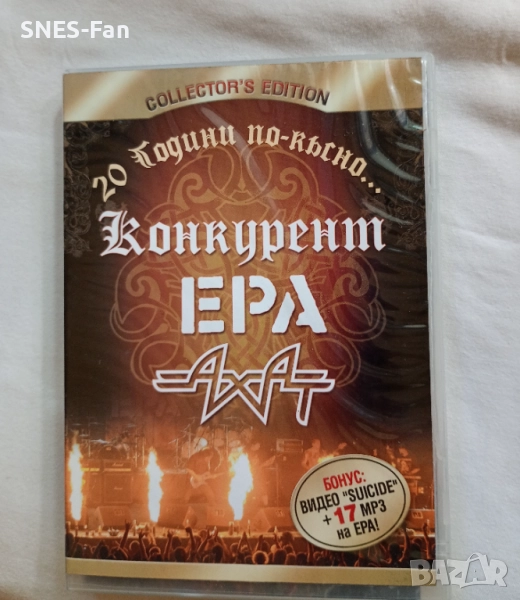 SNES-Fan
COLLECTOR'S EDITION
20 години по-късно...
Конкурент
ЕРА
АХАТ
БОНУС:
ВИДЕО "SUICIDE"
+ 17 MP3
на ЕРА!
BAZAR